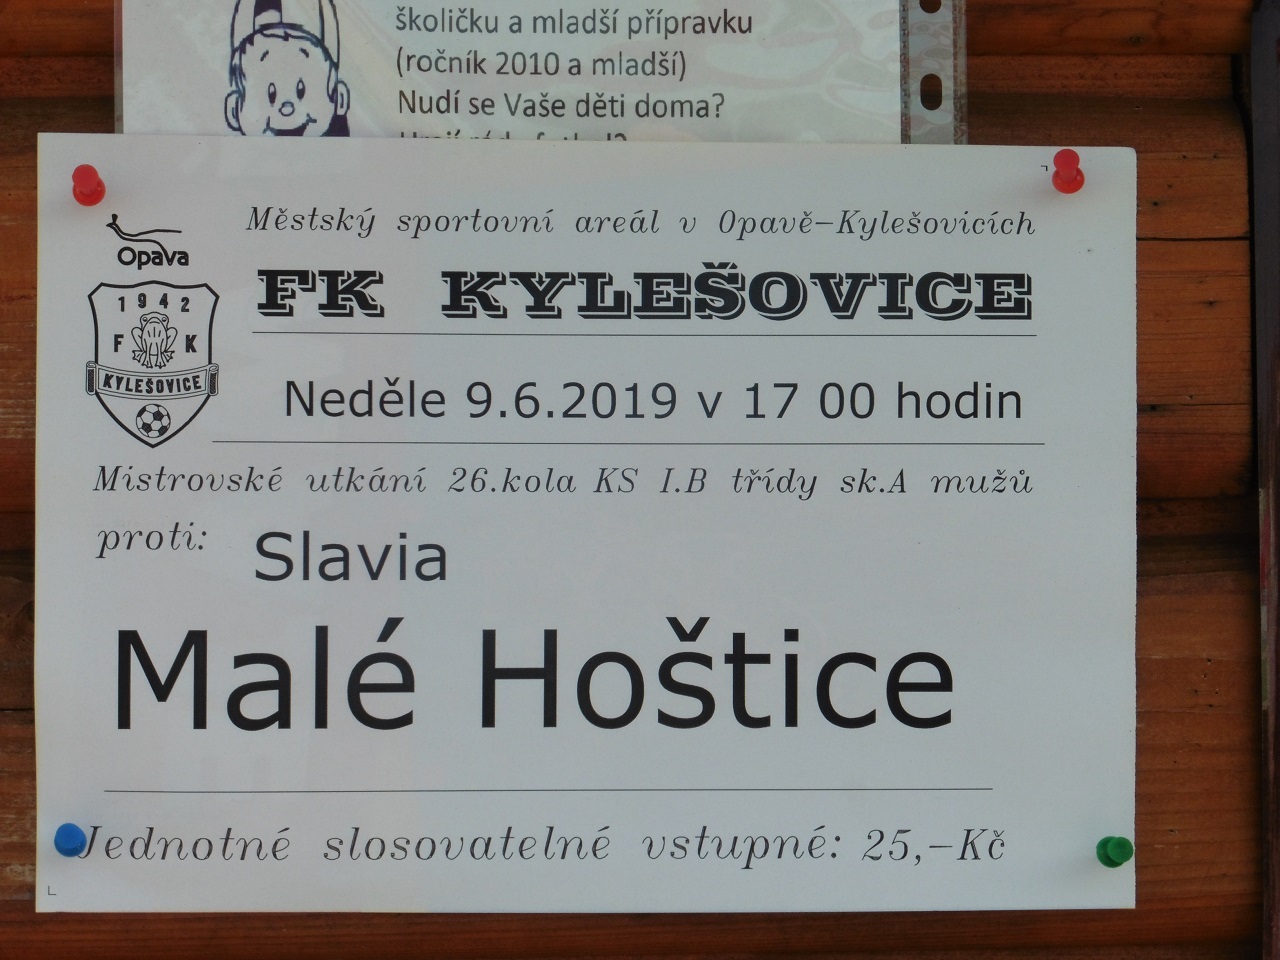 školičku a mladší přípravku
(ročník 2010 a mladší)
Nudí se Vaše děti doma?
Městský sportovní areál v Opavě-Kylešovicích
Opava
FK KYLEŠOVICE
1942
F K
KYLEŠOVICE
Neděle 9.6.2019 v 17 00 hodin
Mistrovské utkání 26.kola KS I.B třídy sk.A mužů
proti: Slavia
Malé Hoštice
Jednotné slosovatelné vstupné: 25,-Kč